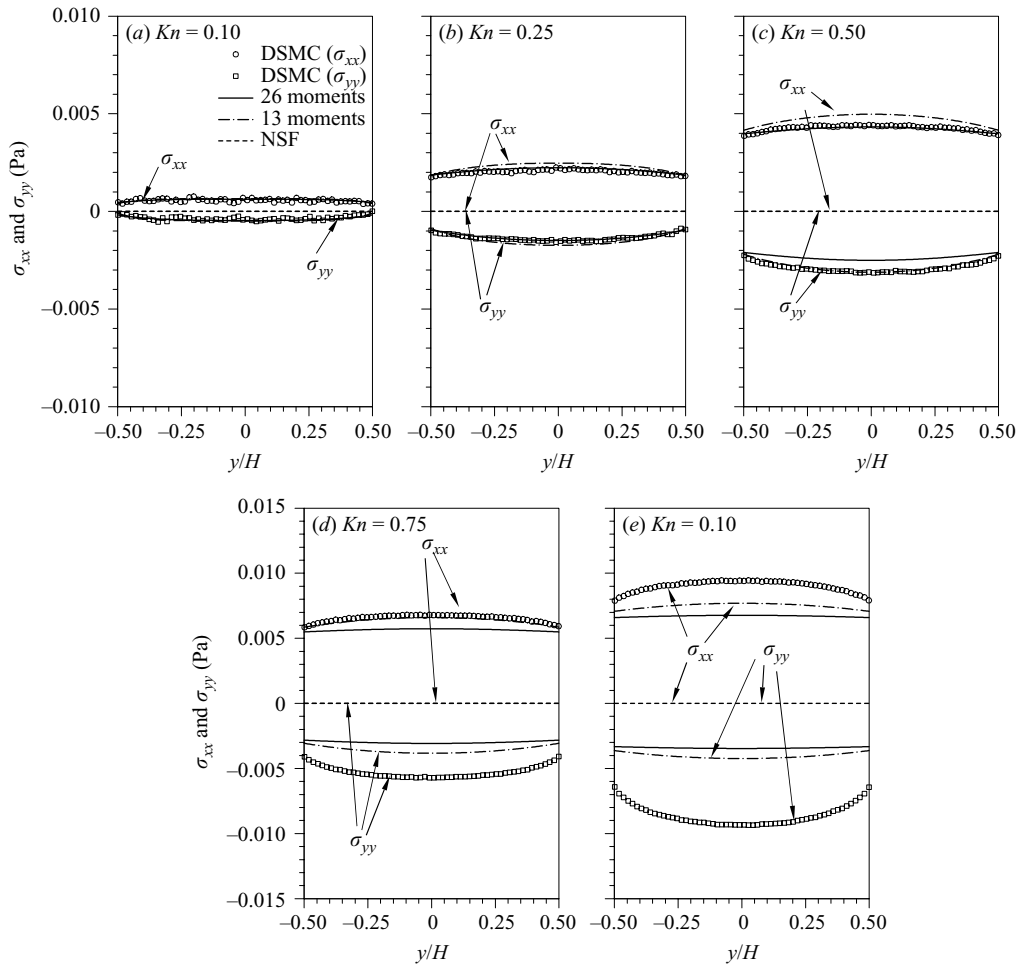 0.010
(a) Kn = 0.10
DSMC (σxx)
DSMC (σyy)
26 moments
13 moments
NSF
0.005
0
−0.005
−0.010
σxx
σyy
σxx and σyy (Pa)
−0.50 −0.25 0 0.25 0.50
y/H
(b) Kn = 0.25
σxx
σyy
−0.50 −0.25 0 0.25 0.50
y/H
(c) Kn = 0.50
σxx
σyy
−0.50 −0.25 0 0.25 0.50
y/H
0.015
0.010
0.005
0
−0.005
−0.010
−0.015
σxx and σyy (Pa)
(d) Kn = 0.75
σxx
σyy
−0.50 −0.25 0 0.25 0.50
y/H
(e) Kn = 0.10
σxx
σyy
−0.50 −0.25 0 0.25 0.50
y/H